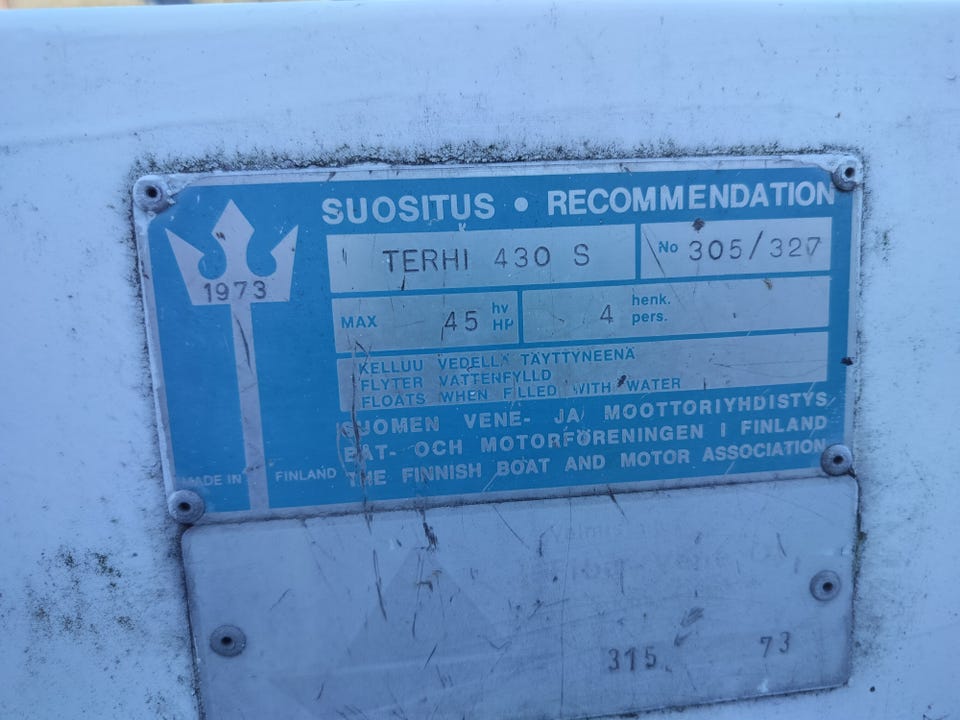 SUOSITUS • RECOMMENDATION
TERHI 430 S
No 305/327
1973
MAX 45 hv HP
4 henk. pers.
KELLUU VEDELLÄ TÄYTTYNEENÄ
FLYTER VATTENFYLLD
FLOATS WHEN FILLED WITH WATER
SUOMEN VENE- JA MOOTTORIYHDISTYS
BÅT- OCH MOTORFÖRENINGEN I FINLAND
THE FINNISH BOAT AND MOTOR ASSOCIATION
MADE IN FINLAND
315 73